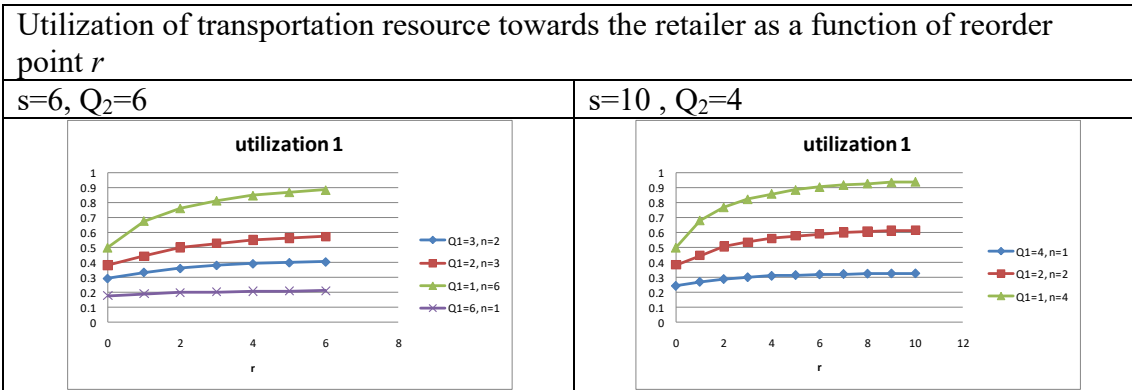 Utilization of transportation resource towards the retailer as a function of reorder
point r
s=6, Q₂=6
s=10 , Q₂=4
utilization 1
1
0.9
0.8
0.7
0.6
0.5
0.4
0.3
0.2
0.1
0
0 2 4 6 8
r
Q1=3, n=2
Q1=2, n=3
Q1=1, n=6
Q1=6, n=1
utilization 1
1
0.9
0.8
0.7
0.6
0.5
0.4
0.3
0.2
0.1
0
0 2 4 6 8 10 12
r
Q1=4, n=1
Q1=2, n=2
Q1=1, n=4